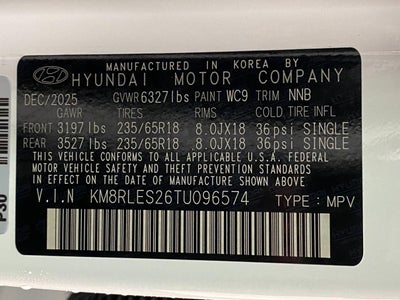 MANUFACTURED IN KOREA BY
HYUNDAI MOTOR COMPANY
DEC/2025 GVWR 6327lbs PAINT WC9 TRIM NNB
GAWR TIRES RIMS COLD TIRE INFL
FRONT 3197lbs 235/65R18 8.0JX18 36psi SINGLE
REAR 3527lbs 235/65R18 8.0JX18 36psi SINGLE
THIS VEHICLE CONFORMS TO ALL APPLICABLE U.S.A. FEDERAL
MOTOR VEHICLE SAFETY AND THEFT PREVENTION STANDARDS IN
EFFECT ON THE DATE OF MANUFACTURE SHOWN ABOVE.
V.I.N KM8RLES26TU096574 TYPE: MPV